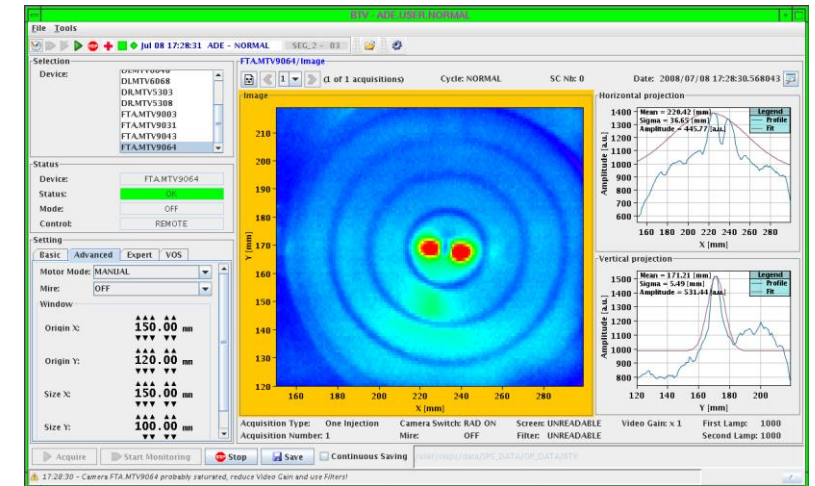 BTV - ADE.USER.NORMAL
File Tools
Jul 08 17:28:31 ADE - NORMAL SEG_2 - 03
Selection
Device:
DLMTV6068
DR.MTV5303
DR.MTV5308
FTA.MTV9003
FTA.MTV9031
FTA.MTV9043
FTA.MTV9064
Status
Device: FTA.MTV9064
Status: OK
Mode: OFF
Control: REMOTE
Setting
Basic Advanced Expert VOS
Motor Mode: MANUAL
Mire: OFF
Window
Origin X: 150.00 mm
Origin Y: 120.00 mm
Size X: 150.00 mm
Size Y: 100.00 mm
FTA.MTV9064/Image
1 (1 of 1 acquisitions) Cycle: NORMAL SC Nb: 0 Date: 2008/07/08 17:28:30.568043
Image
210
200
190
180
170
160
150
140
130
120
Y [mm]
160 180 200 220 240 260 280
X [mm]
Horizontal projection
Mean = 220.42 [mm]
Sigma = 36.65 [mm]
Amplitude = 445.77 [a.u.]
Legend
Profile
Fit
1400
1300
1200
1100
1000
900
800
700
600
Amplitude [a.u.]
160 180 200 220 240 260 280
X [mm]
Vertical projection
Mean = 171.21 [mm]
Sigma = 5.49 [mm]
Amplitude = 531.44 [a.u.]
Legend
Profile
Fit
1500
1400
1300
1200
1100
1000
900
800
Amplitude [a.u.]
120 140 160 180 200
Y [mm]
Acquisition Type: One Injection Camera Switch: RAD ON Screen: UNREADABLE Video Gain: x 1 First Lamp: 1000
Acquisition Number: 1 Mire: OFF Filter: UNREADABLE Second Lamp: 1000
Acquire Start Monitoring Stop Save Continuous Saving
17:28:30 - Camera FTA.MTV9064 probably saturated, reduce Video Gain and use Filters!